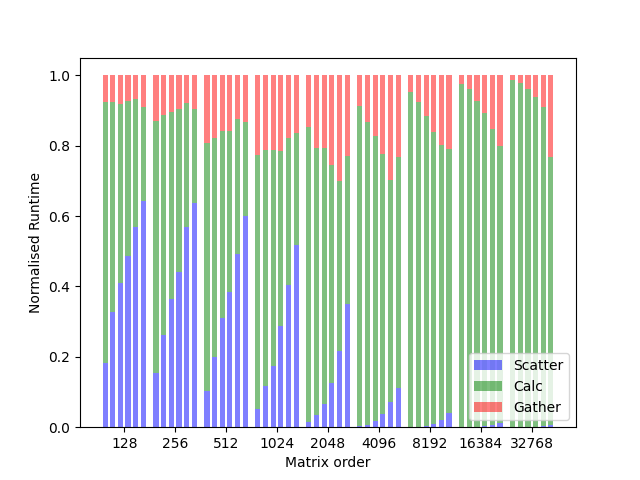 1.0
0.8
0.6
0.4
0.2
0.0
Normalised Runtime
128 256 512 1024 2048 4096 8192 16384 32768
Matrix order
Scatter
Calc
Gather